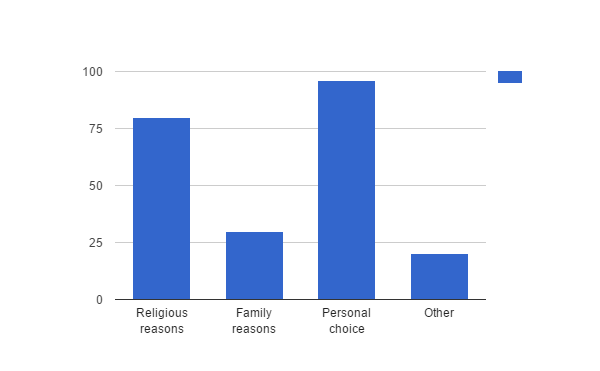 100
75
50
25
0
Religious reasons
Family reasons
Personal choice
Other